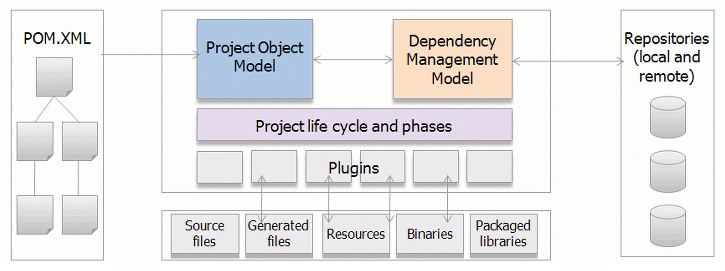 POM.XML
Project Object
Model
Dependency
Management
Model
Repositories
(local and
remote)
Project life cycle and phases
Plugins
Source
files
Generated
files
Resources
Binaries
Packaged
libraries